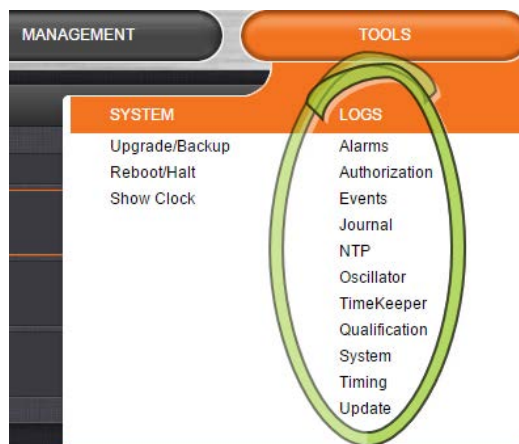 MANAGEMENT
TOOLS
SYSTEM
Upgrade/Backup
Reboot/Halt
Show Clock
LOGS
Alarms
Authorization
Events
Journal
NTP
Oscillator
TimeKeeper
Qualification
System
Timing
Update